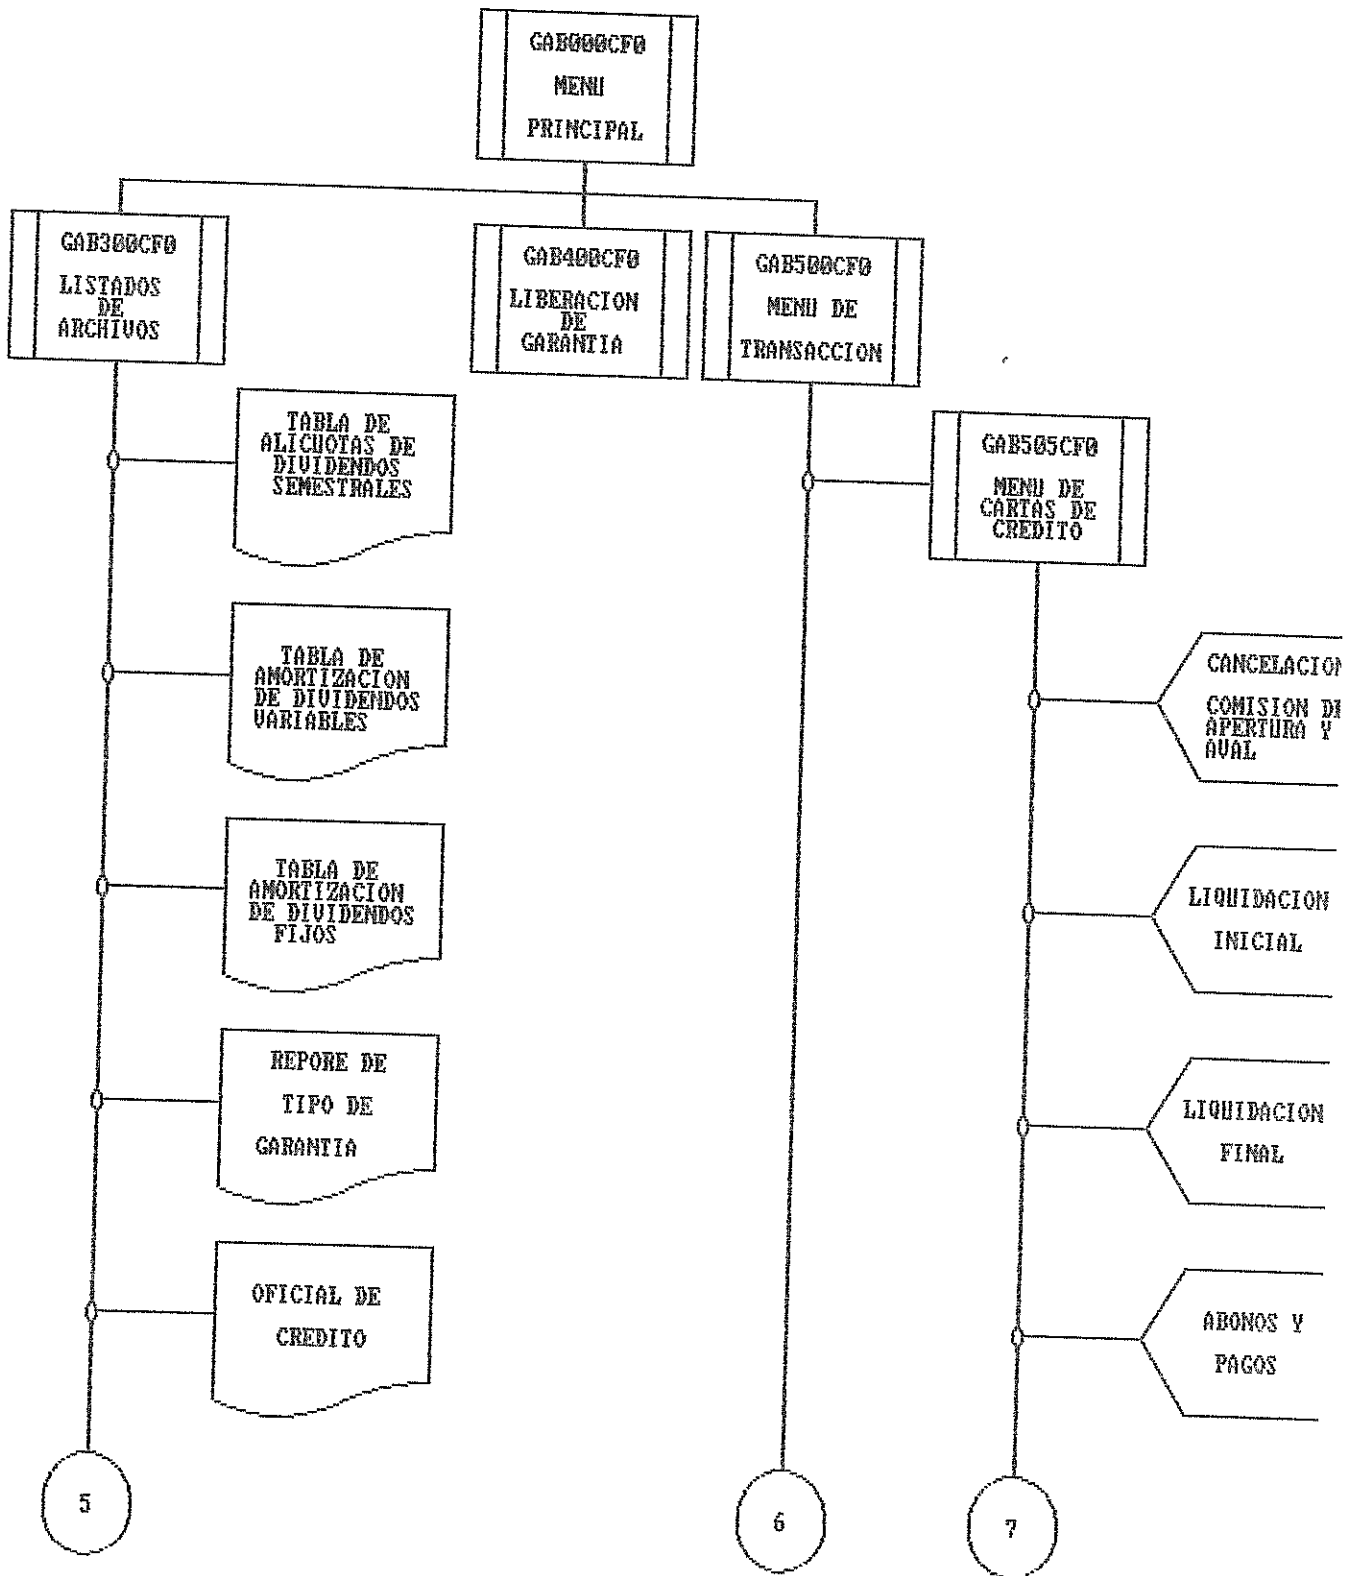 GAB000CF0
MENU
PRINCIPAL
GAB300CF0
LISTADOS
DE
ARCHIVOS
GAB400CF0
LIBERACION
DE
GARANTIA
GAB500CF0
MENU DE
TRANSACCION
TABLA DE
ALICUOTAS DE
DIVIDENDOS
SEMESTRALES
TABLA DE
AMORTIZACION
DE DIVIDENDOS
VARIABLES
TABLA DE
AMORTIZACION
DE DIVIDENDOS
FIJOS
REPORE DE
TIPO DE
GARANTIA
OFICIAL DE
CREDITO
5
6
GAB505CF0
MENU DE
CARTAS DE
CREDITO
CANCELACION
COMISION DE
APERTURA Y
AVAL
LIQUIDACION
INICIAL
LIQUIDACION
FINAL
ABONOS Y
PAGOS
7